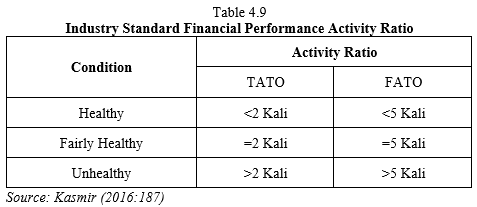 Table 4.9
Industry Standard Financial Performance Activity Ratio
Condition
Activity Ratio
TATO FATO
Healthy <2 Kali <5 Kali
Fairly Healthy =2 Kali =5 Kali
Unhealthy >2 Kali >5 Kali
Source: Kasmir (2016:187)